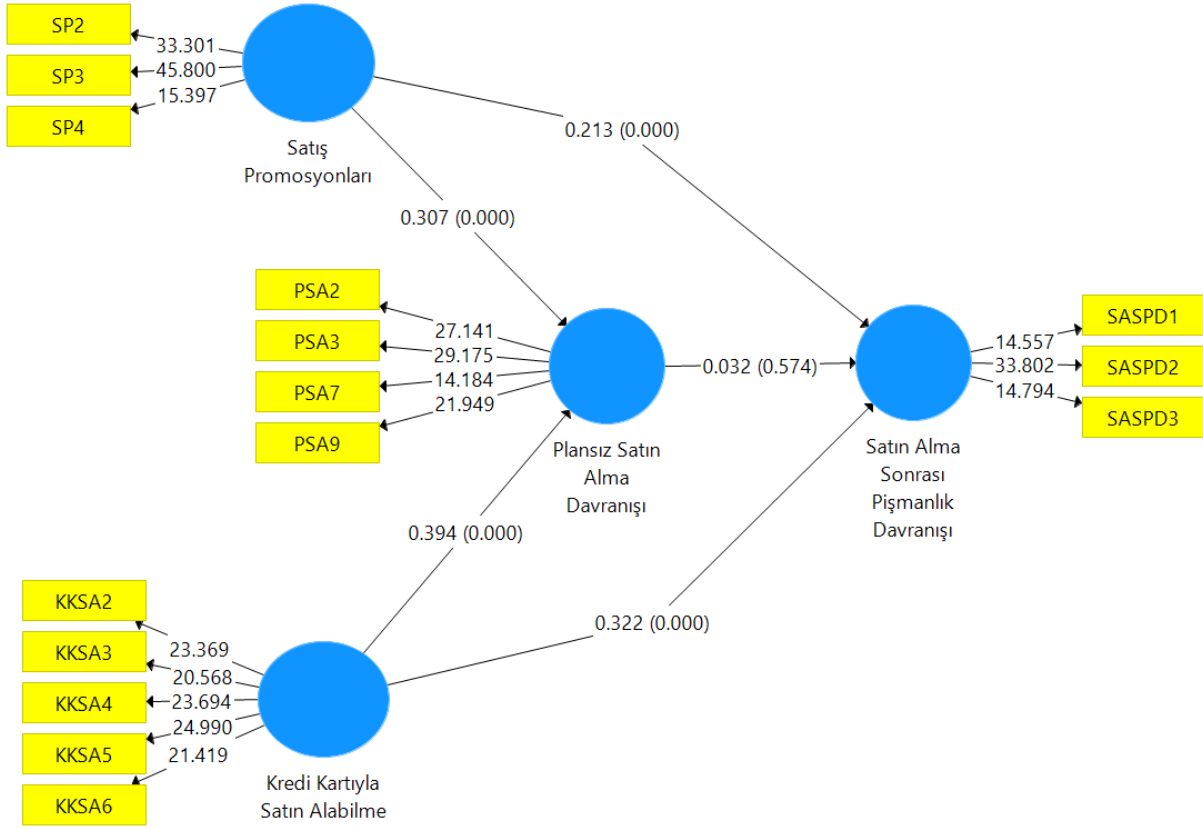 SP2
SP3
SP4
33.301
45.800
15.397
Satış
Promosyonları
0.213 (0.000)
0.307 (0.000)
PSA2
PSA3
PSA7
PSA9
27.141
29.175
14.184
21.949
Plansız Satın
Alma
Davranışı
0.032 (0.574)
14.557
33.802
14.794
SASPD1
SASPD2
SASPD3
Satın Alma
Sonrası
Pişmanlık
Davranışı
0.394 (0.000)
0.322 (0.000)
KKSA2
KKSA3
KKSA4
KKSA5
KKSA6
23.369
20.568
23.694
24.990
21.419
Kredi Kartıyla
Satın Alabilme